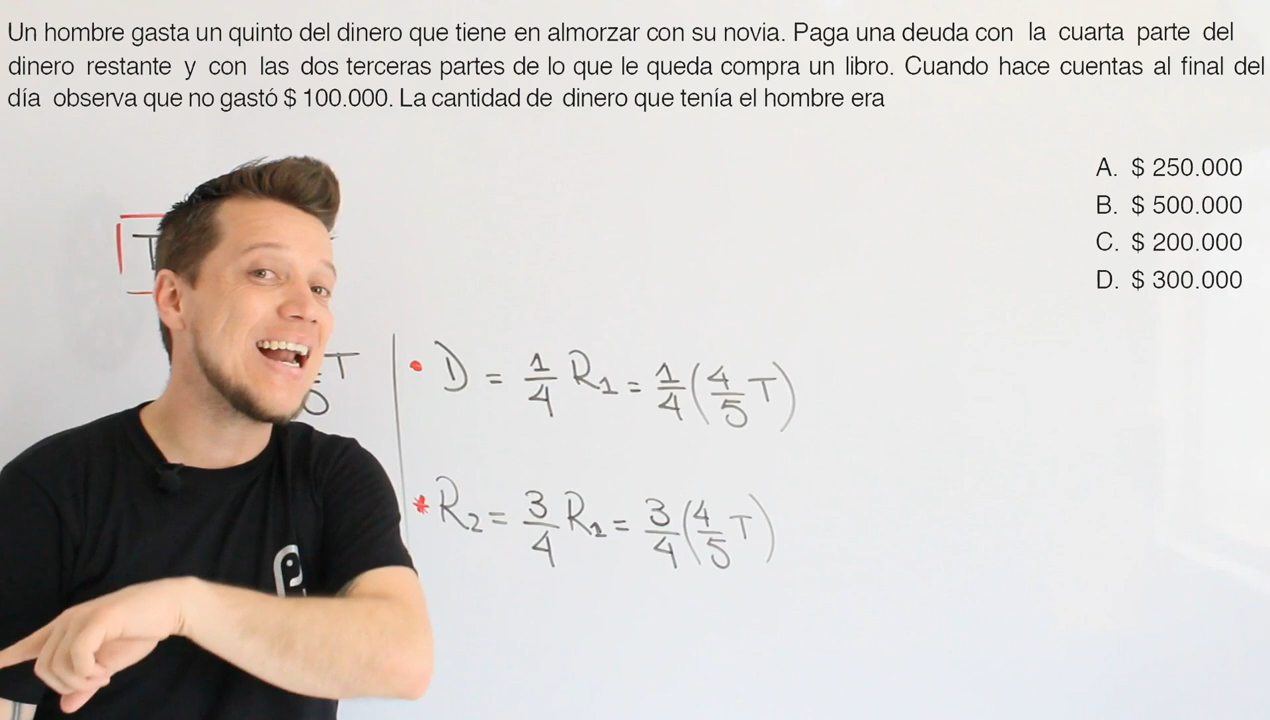 Un hombre gasta un quinto del dinero que tiene en almorzar con su novia. Paga una deuda con la cuarta parte del
dinero restante y con las dos terceras partes de lo que le queda compra un libro. Cuando hace cuentas al final del
día observa que no gastó $ 100.000. La cantidad de dinero que tenía el hombre era
A. $ 250.000
B. $ 500.000
C. $ 200.000
D. $ 300.000
T
T
5
• D = 1/4 R₁ = 1/4 (4/5 T)
* R₂ = 3/4 R₁ = 3/4 (4/5 T)